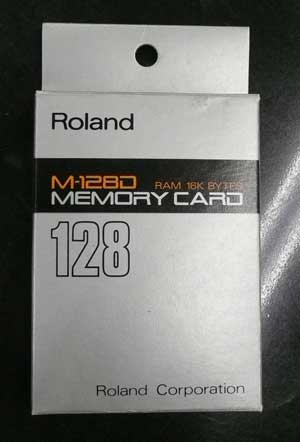 Roland
M-128D RAM 16K BYTES
MEMORY CARD
128
Roland Corporation